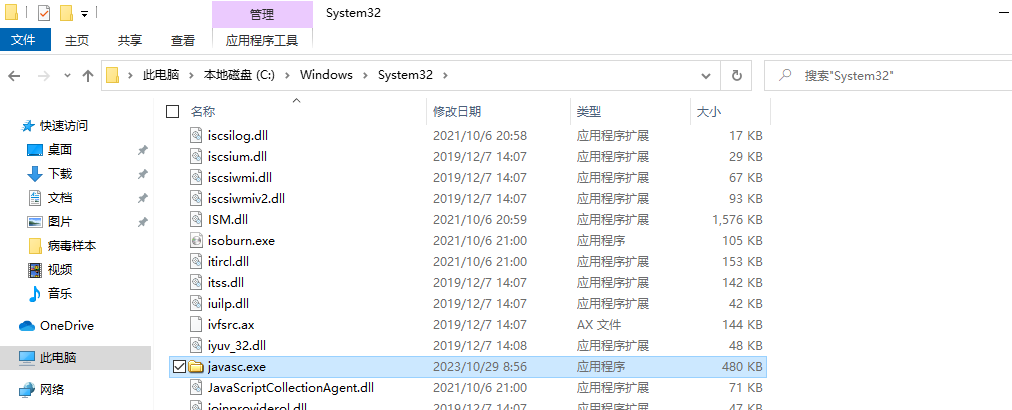 管理
System32
文件
主页
共享
查看
应用程序工具
此电脑 > 本地磁盘 (C:) > Windows > System32 >
搜索"System32"
快速访问
桌面
下载
文档
图片
病毒样本
视频
音乐
OneDrive
此电脑
网络
名称 修改日期 类型 大小
iscsilog.dll 2021/10/6 20:58 应用程序扩展 17 KB
iscsium.dll 2019/12/7 14:07 应用程序扩展 29 KB
iscsiwmi.dll 2019/12/7 14:07 应用程序扩展 67 KB
iscsiwmiv2.dll 2019/12/7 14:07 应用程序扩展 93 KB
ISM.dll 2021/10/6 20:59 应用程序扩展 1,576 KB
isoburn.exe 2021/10/6 21:00 应用程序 105 KB
itircl.dll 2021/10/6 21:00 应用程序扩展 153 KB
itss.dll 2019/12/7 14:07 应用程序扩展 142 KB
iuilp.dll 2019/12/7 14:07 应用程序扩展 42 KB
ivfsrc.ax 2019/12/7 14:07 AX 文件 144 KB
iyuv_32.dll 2019/12/7 14:08 应用程序扩展 48 KB
javasc.exe 2023/10/29 8:56 应用程序 480 KB
JavaScriptCollectionAgent.dll 2021/10/6 21:00 应用程序扩展 71 KB
joinproviderol.dll 2019/12/7 14:07 应用程序扩展 47 KB